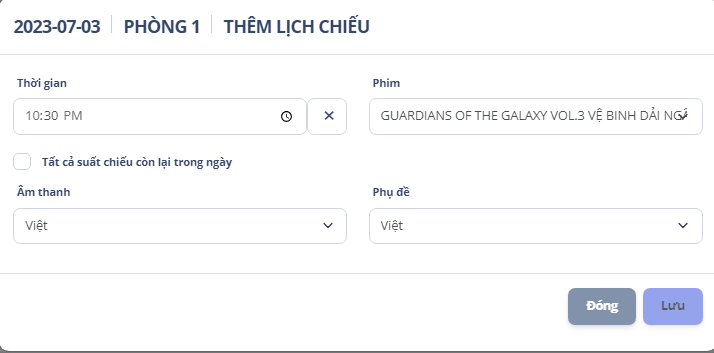 2023-07-03 PHÒNG 1 THÊM LỊCH CHIẾU
Thời gian Phim
10:30 PM GUARDIANS OF THE GALAXY VOL.3 VỆ BINH DẢI
Tất cả suất chiếu còn lại trong ngày
Âm thanh Phụ đề
Việt Việt
Đóng Lưu